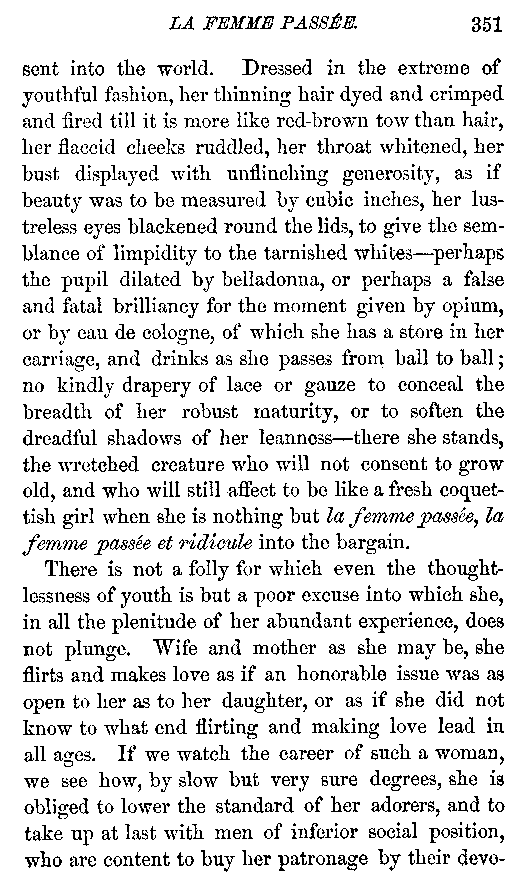 LA FEMME PASSÉE. 351
sent into the world. Dressed in the extreme of
youthful fashion, her thinning hair dyed and crimped
and fired till it is more like red-brown tow than hair,
her flaccid cheeks ruddled, her throat whitened, her
bust displayed with unflinching generosity, as if
beauty was to be measured by cubic inches, her lus-
treless eyes blackened round the lids, to give the sem-
blance of limpidity to the tarnished whites—perhaps
the pupil dilated by belladonna, or perhaps a false
and fatal brilliancy for the moment given by opium,
or by eau de cologne, of which she has a store in her
carriage, and drinks as she passes from ball to ball;
no kindly drapery of lace or gauze to conceal the
breadth of her robust maturity, or to soften the
dreadful shadows of her leanness—there she stands,
the wretched creature who will not consent to grow
old, and who will still affect to be like a fresh coquet-
tish girl when she is nothing but la femme passée, la
femme passée et ridicule into the bargain.
There is not a folly for which even the thought-
lessness of youth is but a poor excuse into which she,
in all the plenitude of her abundant experience, does
not plunge. Wife and mother as she may be, she
flirts and makes love as if an honorable issue was as
open to her as to her daughter, or as if she did not
know to what end flirting and making love lead in
all ages. If we watch the career of such a woman,
we see how, by slow but very sure degrees, she is
obliged to lower the standard of her adorers, and to
take up at last with men of inferior social position,
who are content to buy her patronage by their devo-